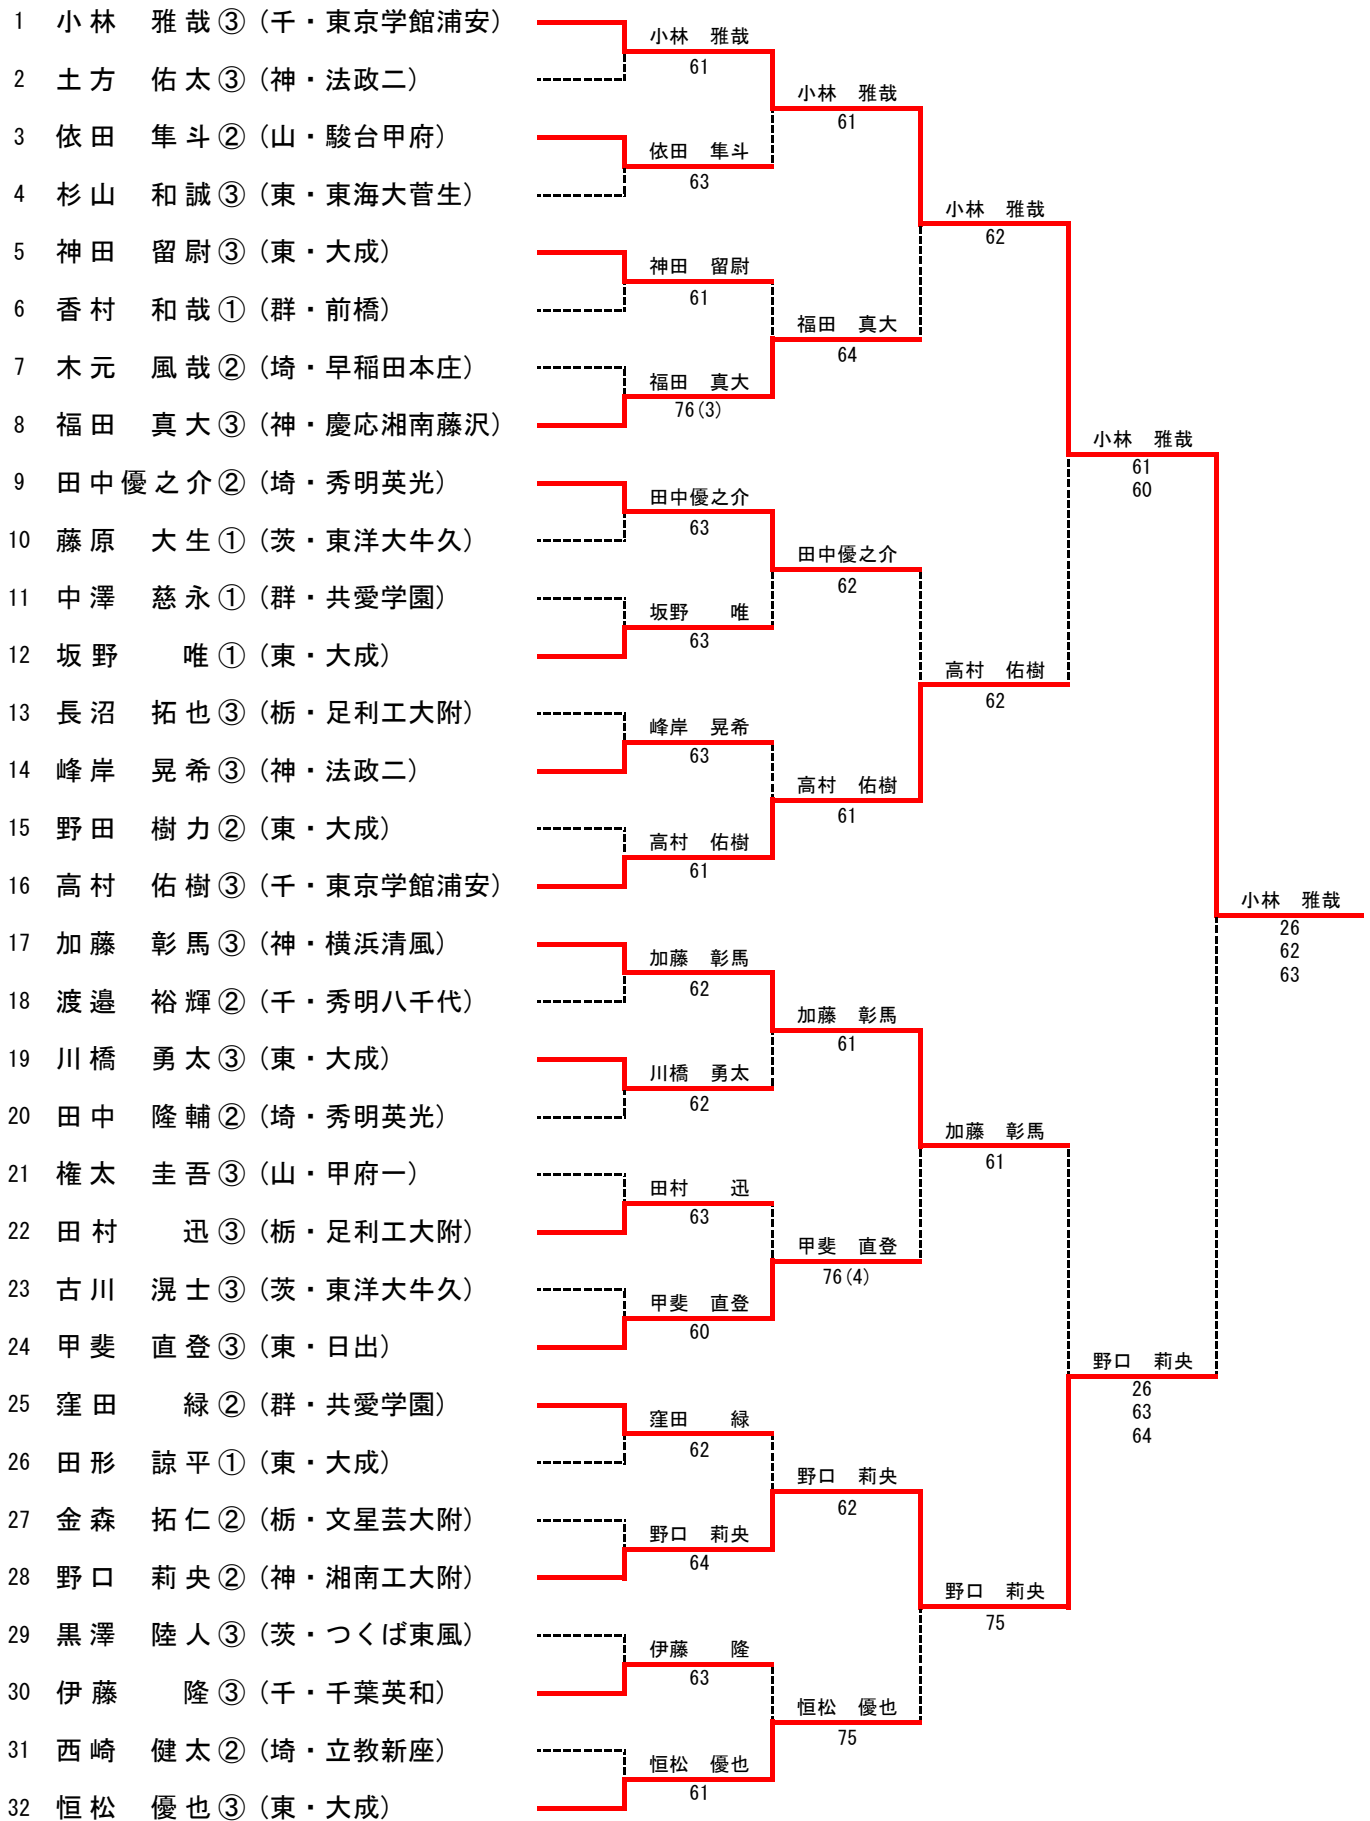 1 小林 雅哉③(千・東京学館浦安)
2 土方 佑太③(神・法政二)
3 依田 隼斗②(山・駿台甲府)
4 杉山 和誠③(東・東海大菅生)
5 神田 留尉③(東・大成)
6 香村 和哉①(群・前橋)
7 木元 風哉②(埼・早稲田本庄)
8 福田 真大③(神・慶応湘南藤沢)
9 田中優之介②(埼・秀明英光)
10 藤原 大生①(茨・東洋大牛久)
11 中澤 慈永①(群・共愛学園)
12 坂野 唯①(東・大成)
13 長沼 拓也③(栃・足利工大附)
14 峰岸 晃希③(神・法政二)
15 野田 樹力②(東・大成)
16 高村 佑樹③(千・東京学館浦安)
17 加藤 彰馬③(神・横浜清風)
18 渡邉 裕輝②(千・秀明八千代)
19 川橋 勇太③(東・大成)
20 田中 隆輔②(埼・秀明英光)
21 権太 圭吾③(山・甲府一)
22 田村 迅③(栃・足利工大附)
23 古川 滉士③(茨・東洋大牛久)
24 甲斐 直登③(東・日出)
25 窪田 緑②(群・共愛学園)
26 田形 諒平①(東・大成)
27 金森 拓仁②(栃・文星芸大附)
28 野口 莉央②(神・湘南工大附)
29 黒澤 陸人③(茨・つくば東風)
30 伊藤 隆③(千・千葉英和)
31 西崎 健太②(埼・立教新座)
32 恒松 優也③(東・大成)
小林 雅哉
61
依田 隼斗
63
神田 留尉
61
福田 真大
76(3)
田中優之介
63
坂野 唯
63
峰岸 晃希
63
高村 佑樹
61
加藤 彰馬
62
川橋 勇太
62
田村 迅
63
甲斐 直登
60
窪田 緑
62
野口 莉央
64
伊藤 隆
63
恒松 優也
61
小林 雅哉
61
福田 真大
64
田中優之介
62
高村 佑樹
61
加藤 彰馬
61
甲斐 直登
76(4)
野口 莉央
62
恒松 優也
75
小林 雅哉
62
高村 佑樹
62
加藤 彰馬
61
野口 莉央
75
小林 雅哉
61
60
野口 莉央
26
63
64
小林 雅哉
26
62
63